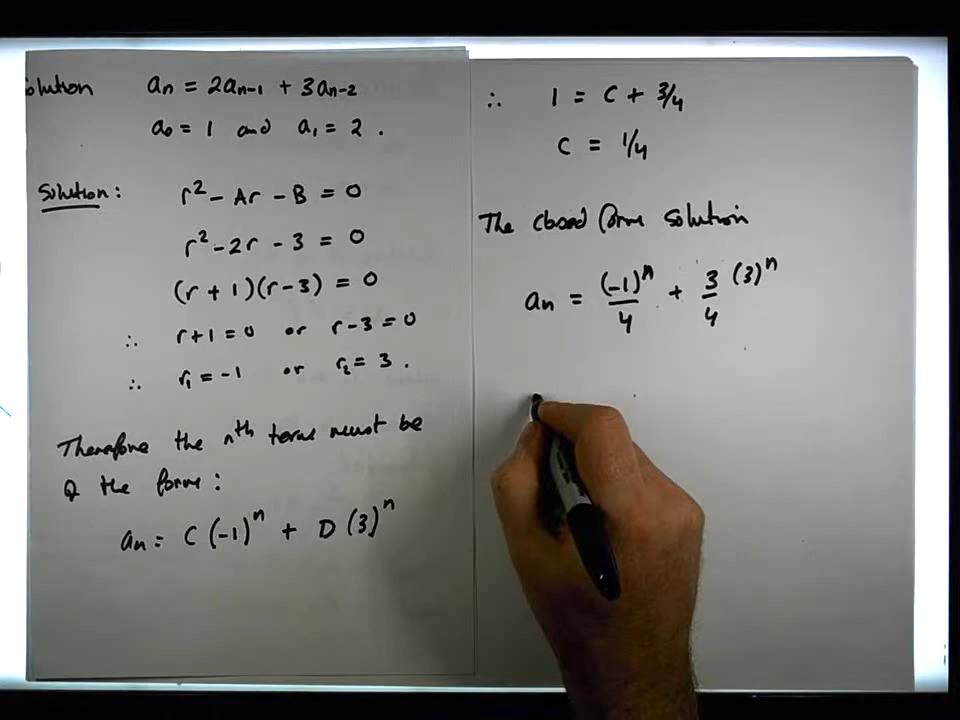 olution aₙ = 2aₙ₋₁ + 3aₙ₋₂
a₀ = 1 and a₁ = 2 .
Solution: r² - Ar - B = 0
r² - 2r - 3 = 0
(r + 1)(r - 3) = 0
∴ r + 1 = 0 or r - 3 = 0
∴ r₁ = -1 or r₂ = 3 .
Therefore the nᵗʰ term must be
of the form :
aₙ = C (-1)ⁿ + D (3)ⁿ
∴ 1 = C + 3/4
C = 1/4
The closed form solution
aₙ = (-1)ⁿ/4 + 3/4 (3)ⁿ